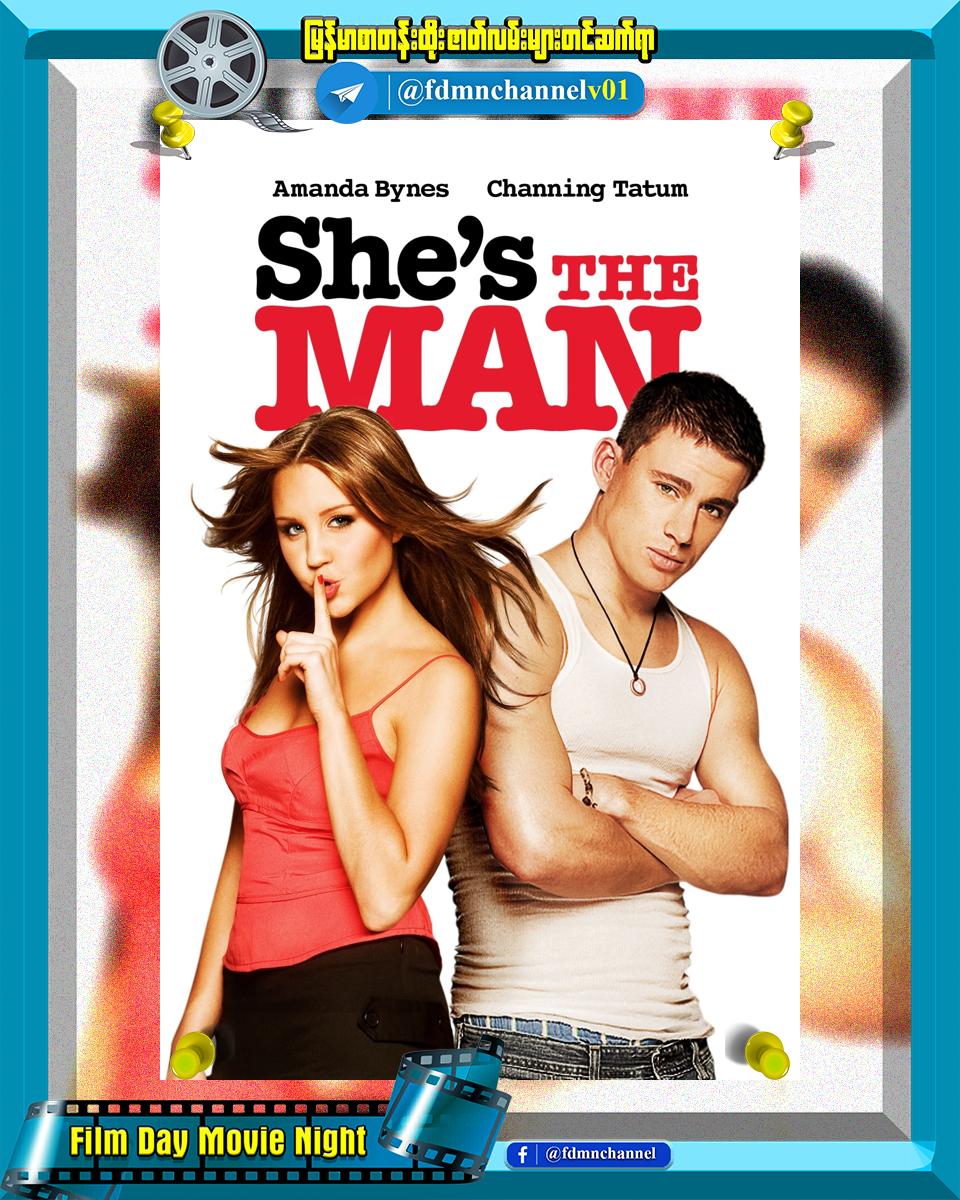 မြန်မာစာတန်းထိုးဇာတ်လမ်းများတင်ဆက်ရာ
@fdmnchannelv01
Amanda Bynes Channing Tatum
She's THE
MAN
Film Day Movie Night
@fdmnchannel